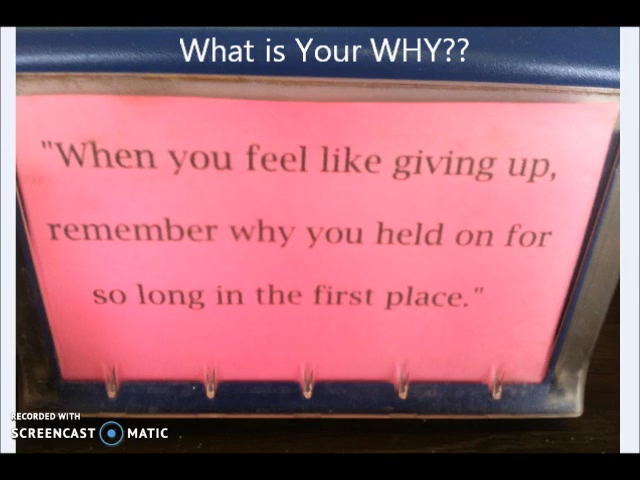 What is Your WHY??
"When you feel like giving up,
remember why you held on for
so long in the first place."
RECORDED WITH
SCREENCAST MATIC